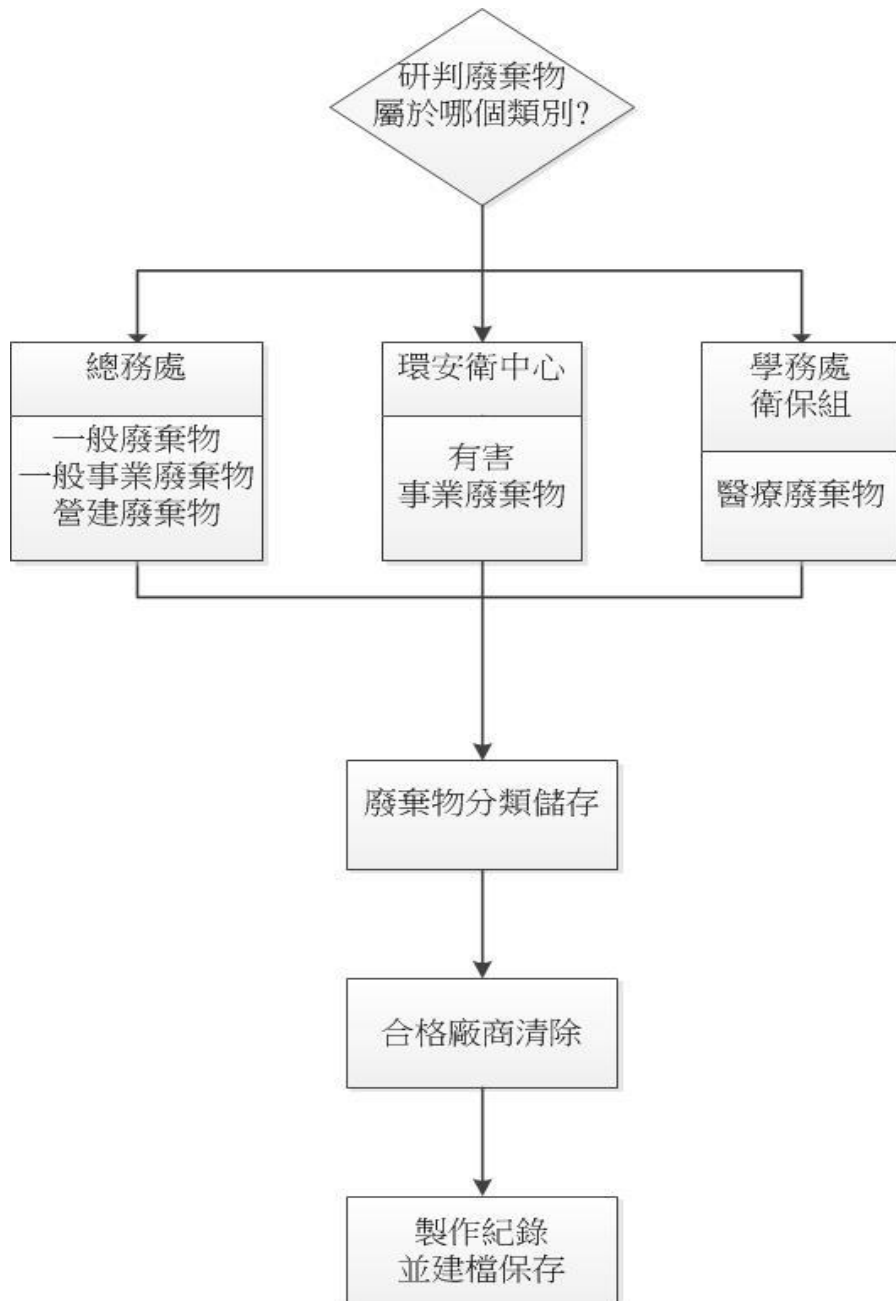 研判廢棄物
屬於哪個類別?
總務處
一般廢棄物
一般事業廢棄物
營建廢棄物
環安衛中心
有害
事業廢棄物
學務處
衛保組
醫療廢棄物
廢棄物分類儲存
合格廠商清除
製作紀錄
並建檔保存